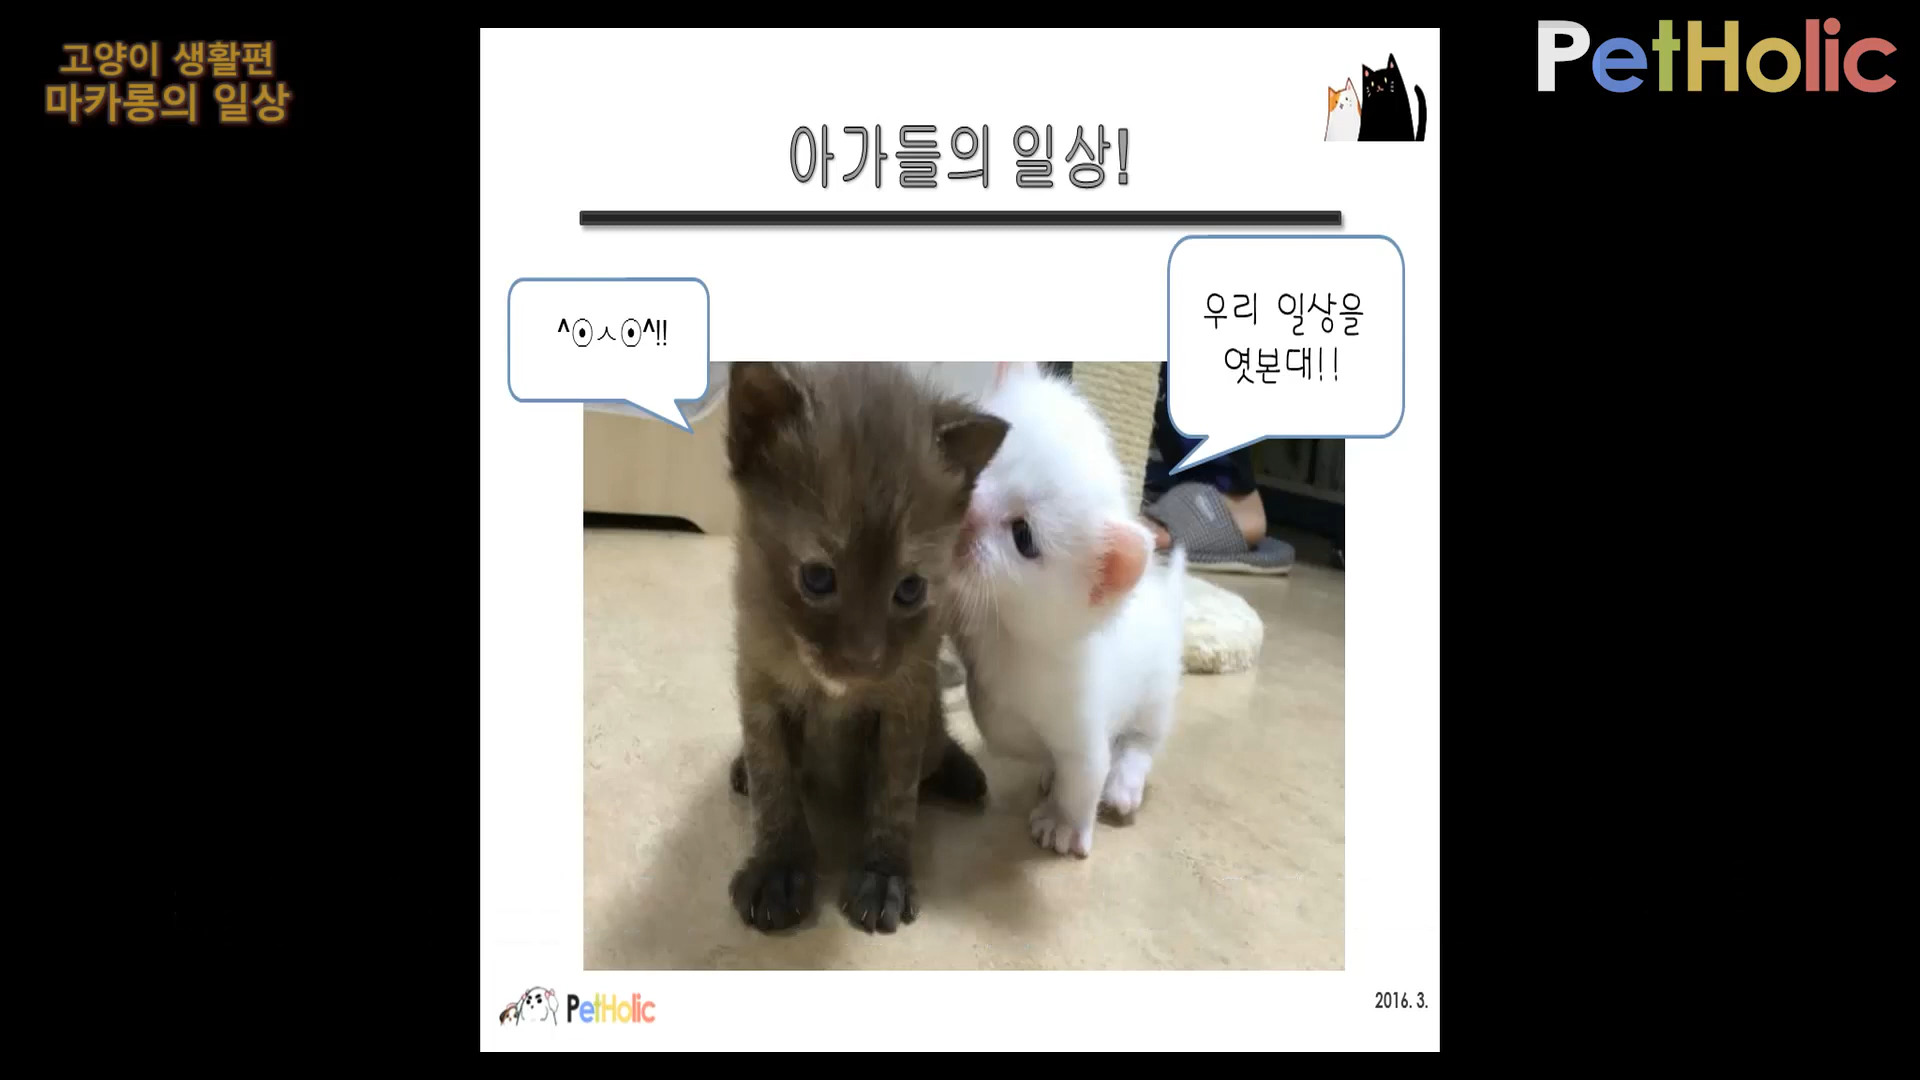 고양이 생활편
마카롱의 일상
PetHolic
아가들의 일상!
^⊙ㅅ⊙^!!
우리 일상을
엿본대!!
PetHolic
2016. 3.